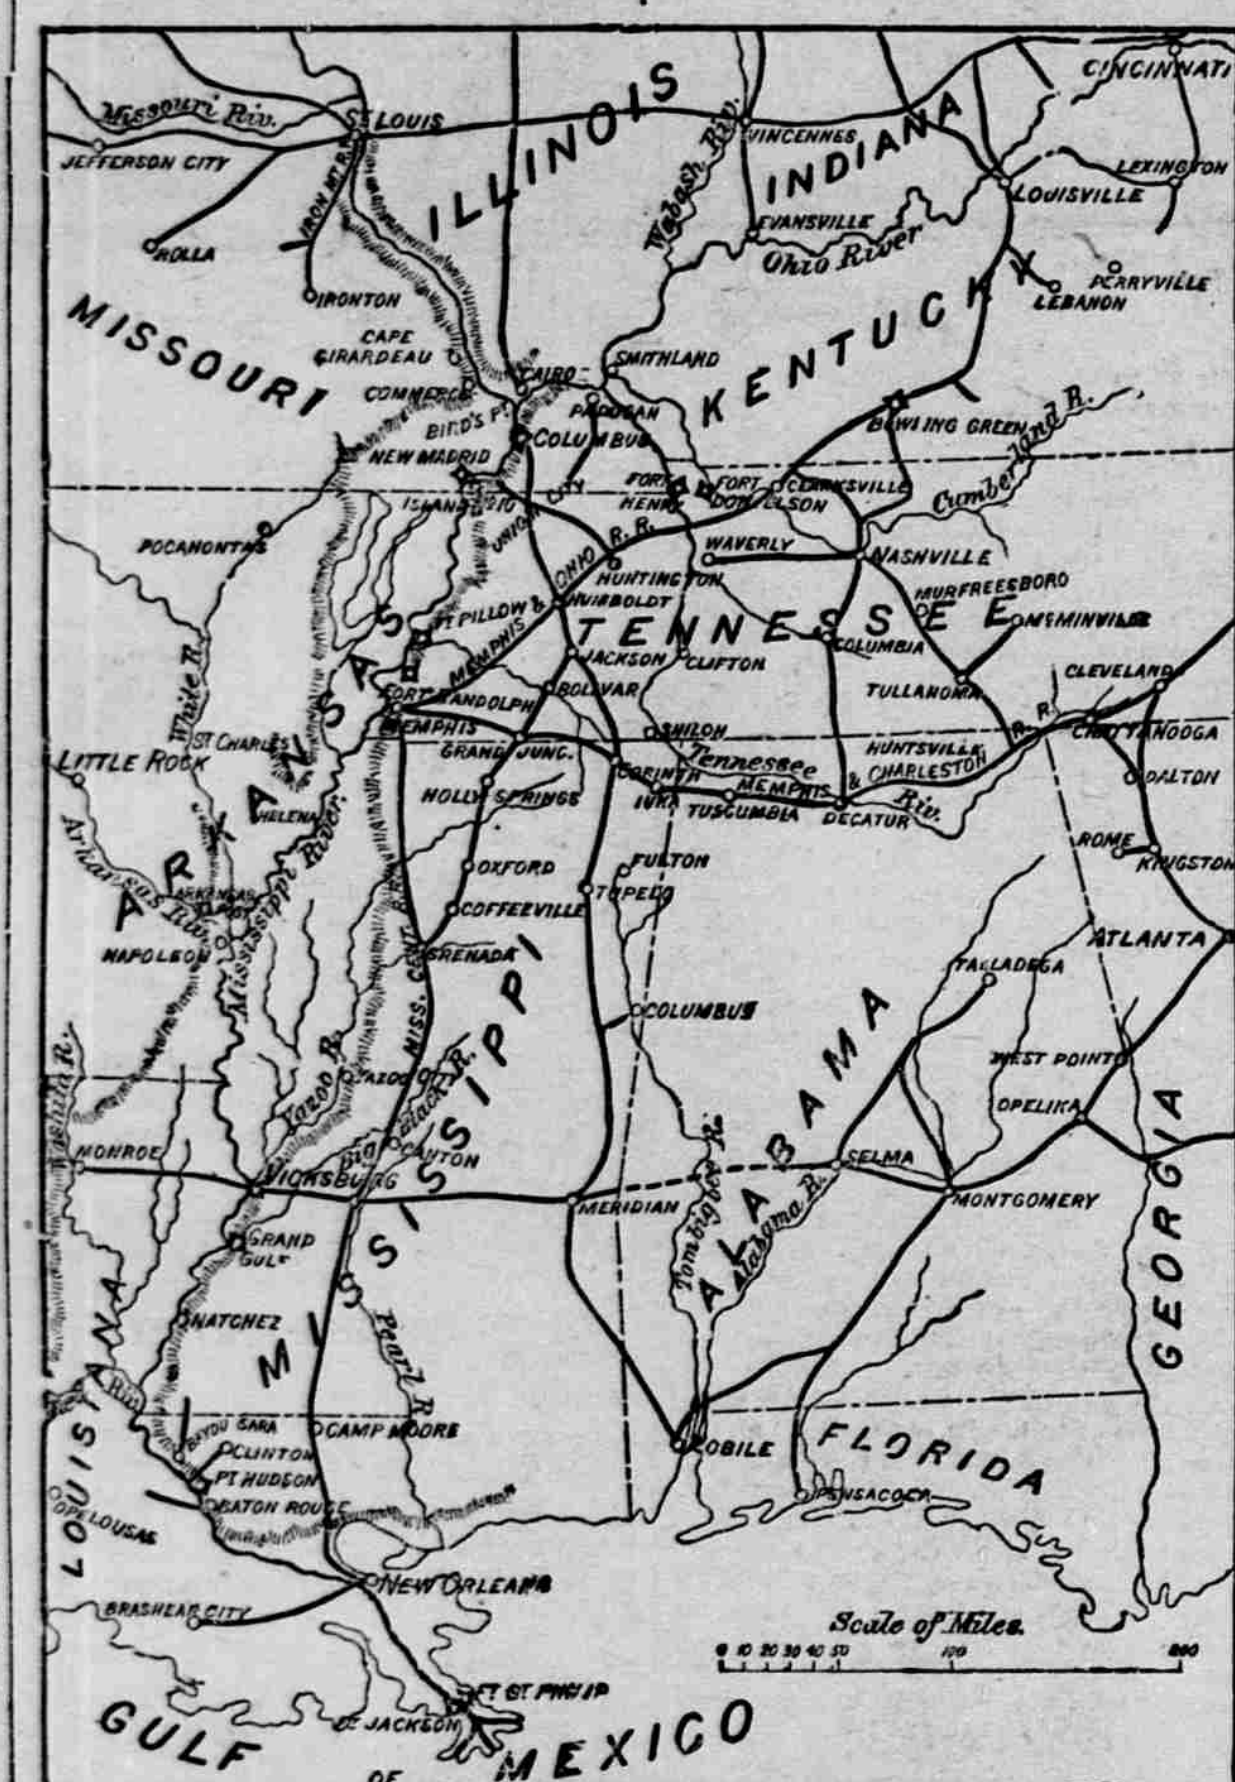 CINCINNATI
Missouri Riv.
ST LOUIS
JEFFERSON CITY
ILLINOIS
Wabash Riv.
VINCENNES
INDIANA
LEXINGTON
LOUISVILLE
IRON MT R.R.
ROLLA
EVANSVILLE
Ohio River
IRONTON
PERRYVILLE
LEBANON
MISSOURI
CAPE
GIRARDEAU
SMITHLAND
KENTUCKY
COMMERCE
CAIRO
PADUCAH
BIRD'S PT.
COLUMBUS
BOWLING GREEN
Cumberland R.
NEW MADRID
ISLAND No 10
UNION CITY
FORT
HENRY
FORT
DONELSON
CLARKSVILLE
POCAHONTAS
WAVERLY
NASHVILLE
HUNTINGTON
MURFREESBORO
FT PILLOW
HUMBOLDT
MEMPHIS & OHIO R. R.
TENNESSEE
MCMINVILLE
COLUMBIA
JACKSON
CLIFTON
CLEVELAND
TULLAHOMA
BOLIVAR
FORT RANDOLPH
White R.
MEMPHIS
SHILOH
ST CHARLES
GRAND JUNC.
Tennessee
Riv.
HUNTSVILLE
CHATTANOOGA
LITTLE ROCK
CORINTH
MEMPHIS & CHARLESTON R. R.
DALTON
HOLLY SPRINGS
IUKA
TUSCUMBIA
DECATUR
HELENA
ARKANSAS
Arkansas Riv.
Mississippi River
ROME
KINGSTON
OXFORD
FULTON
TUPELO
ARKANSAS
POST
COFFEEVILLE
NAPOLEON
GRENADA
ATLANTA
TALLADEGA
MISS. CENT. R.R.
COLUMBUS
ALABAMA
WEST POINT
Yazoo R.
YAZOO CITY
Big Black R.
OPELIKA
Washita R.
MONROE
CANTON
SELMA
VICKSBURG
MERIDIAN
MONTGOMERY
Tombigbee R.
Alabama R.
GRAND
GULF
GEORGIA
MISSISSIPPI
NATCHEZ
Pearl R
LOUISIANA
Riv.
BAYOU SARA
CAMP MOORE
CLINTON
MOBILE
FLORIDA
PT HUDSON
BATON ROUGE
PENSACOLA
OPELOUSAS
NEW ORLEANS
BRASHEAR CITY
Scale of Miles.
0 10 20 30 40 50 100 200
FT ST PHILIP
FT JACKSON
GULF
OF
MEXICO